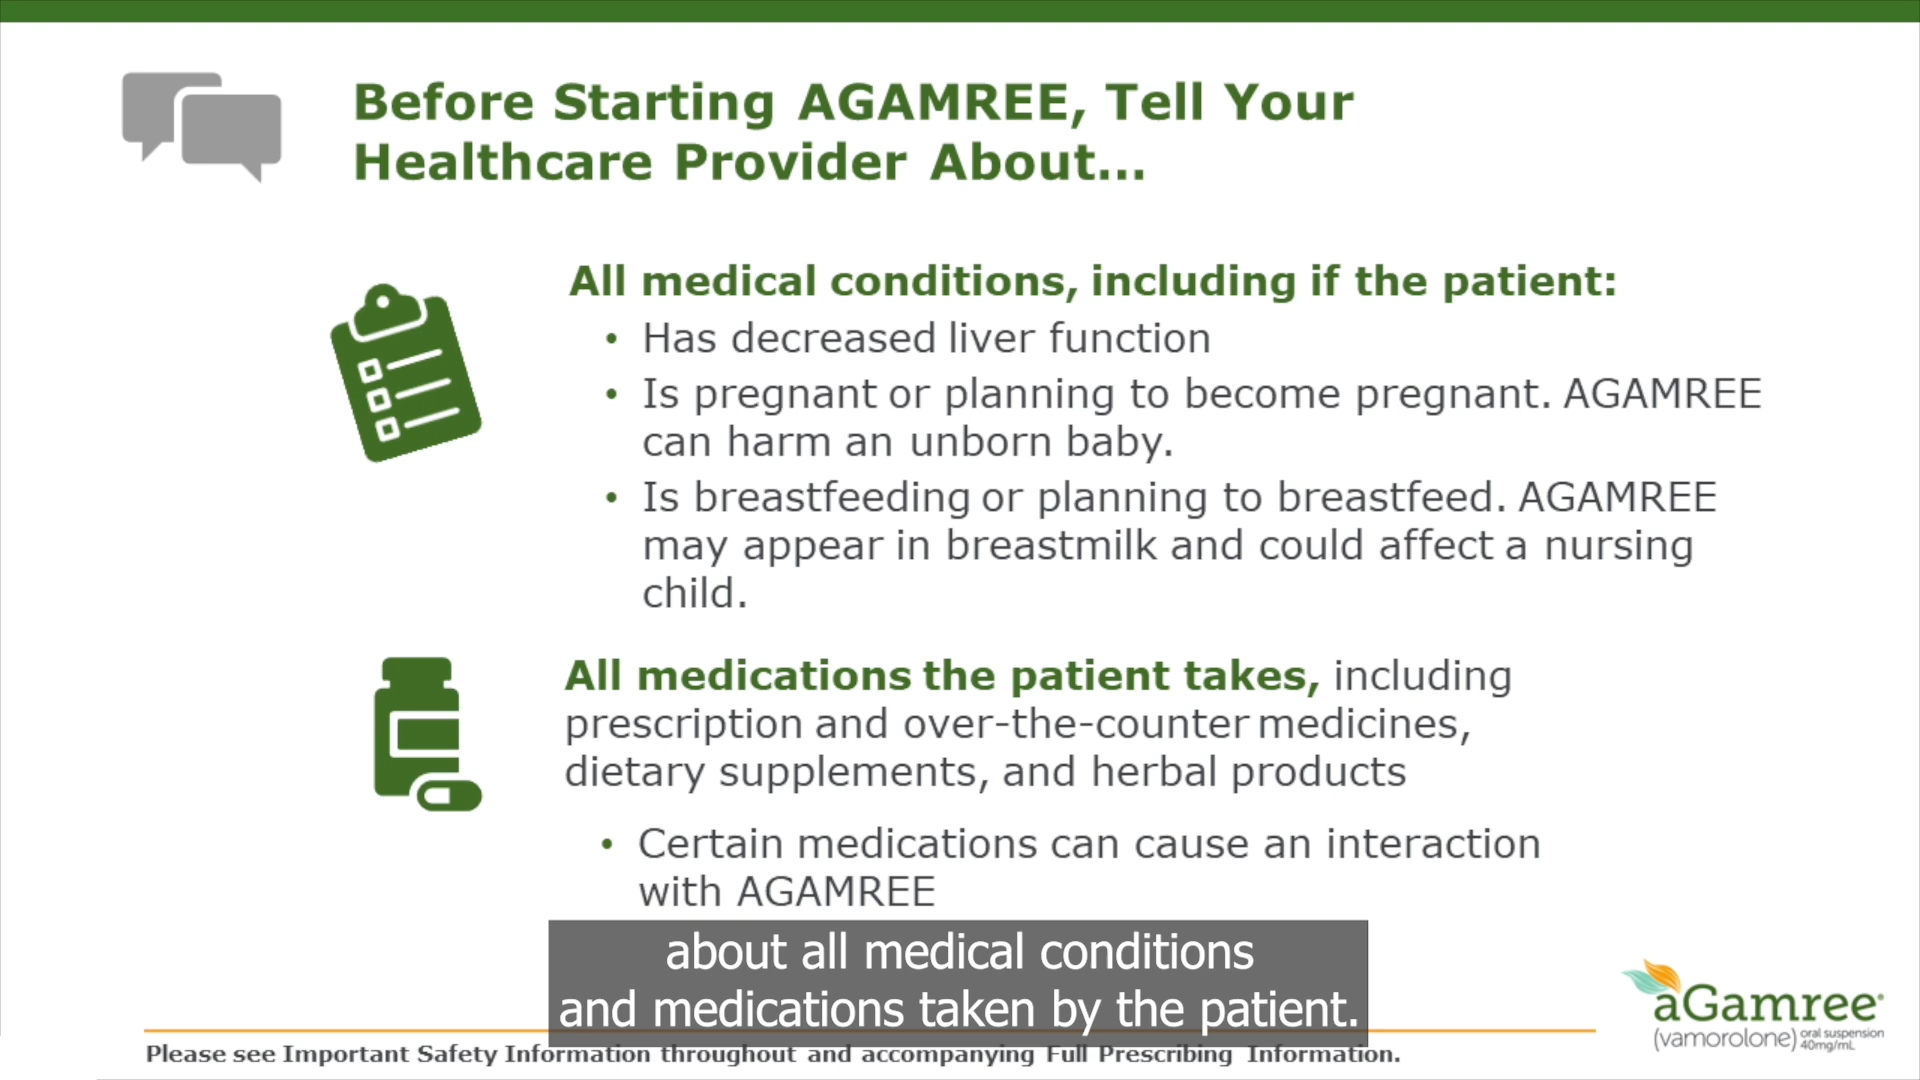 Before Starting AGAMREE, Tell Your
Healthcare Provider About...
All medical conditions, including if the patient:
• Has decreased liver function
• Is pregnant or planning to become pregnant. AGAMREE
can harm an unborn baby.
• Is breastfeeding or planning to breastfeed. AGAMREE
may appear in breastmilk and could affect a nursing
child.
All medications the patient takes, including
prescription and over-the-counter medicines,
dietary supplements, and herbal products
• Certain medications can cause an interaction
with AGAMREE
about all medical conditions
and medications taken by the patient.
Please see Important Safety Information throughout and accompanying Full Prescribing Information.
aGamree®
(vamorolone) oral suspension
40mg/mL